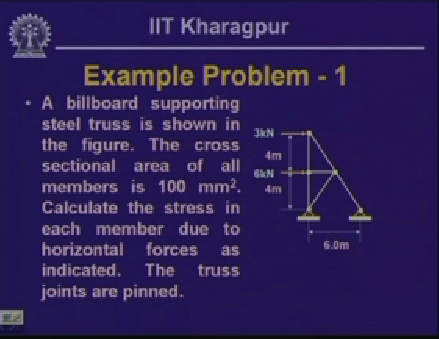 IIT Kharagpur
Example Problem - 1
• A billboard supporting
steel truss is shown in
the figure. The cross
sectional area of all
members is 100 mm².
Calculate the stress in
each member due to
horizontal forces as
indicated. The truss
joints are pinned.
3kN
4m
6kN
4m
6.0m